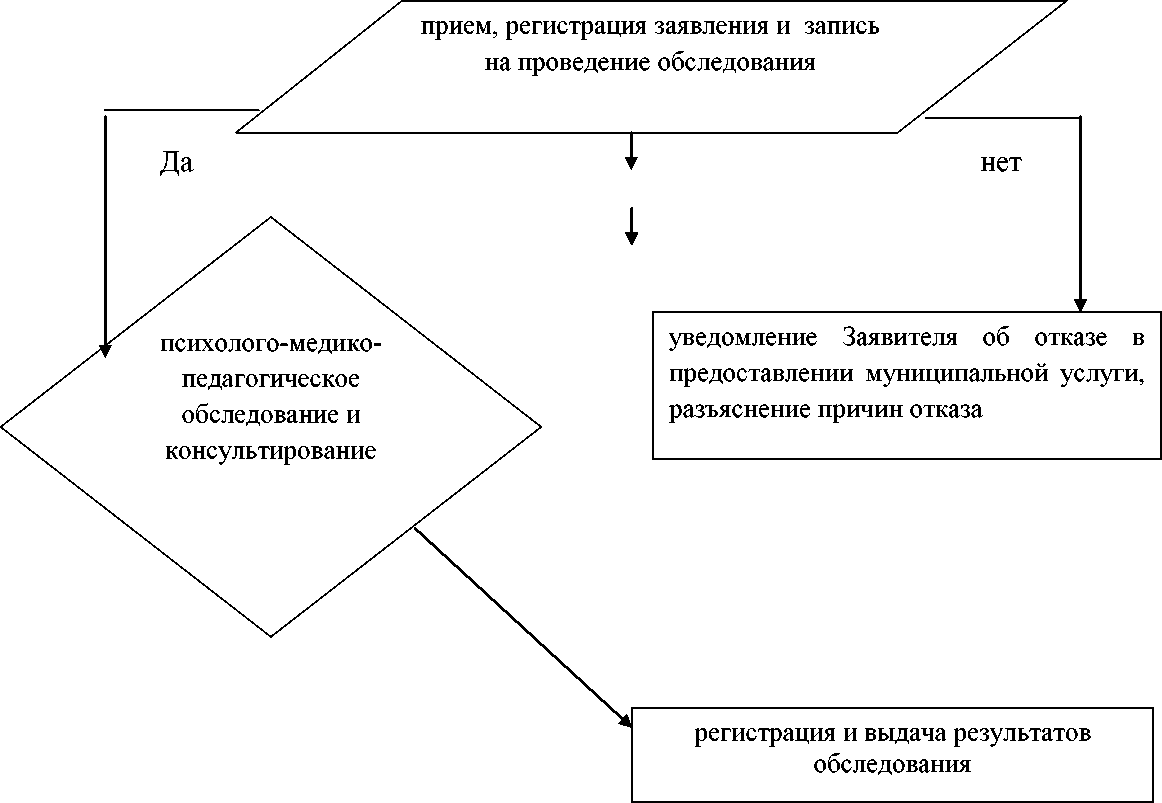 прием, регистрация заявления и запись
на проведение обследования
Да
нет
психолого-медико-
педагогическое
обследование и
консультирование
уведомление Заявителя об отказе в
предоставлении муниципальной услуги,
разъяснение причин отказа
регистрация и выдача результатов
обследования